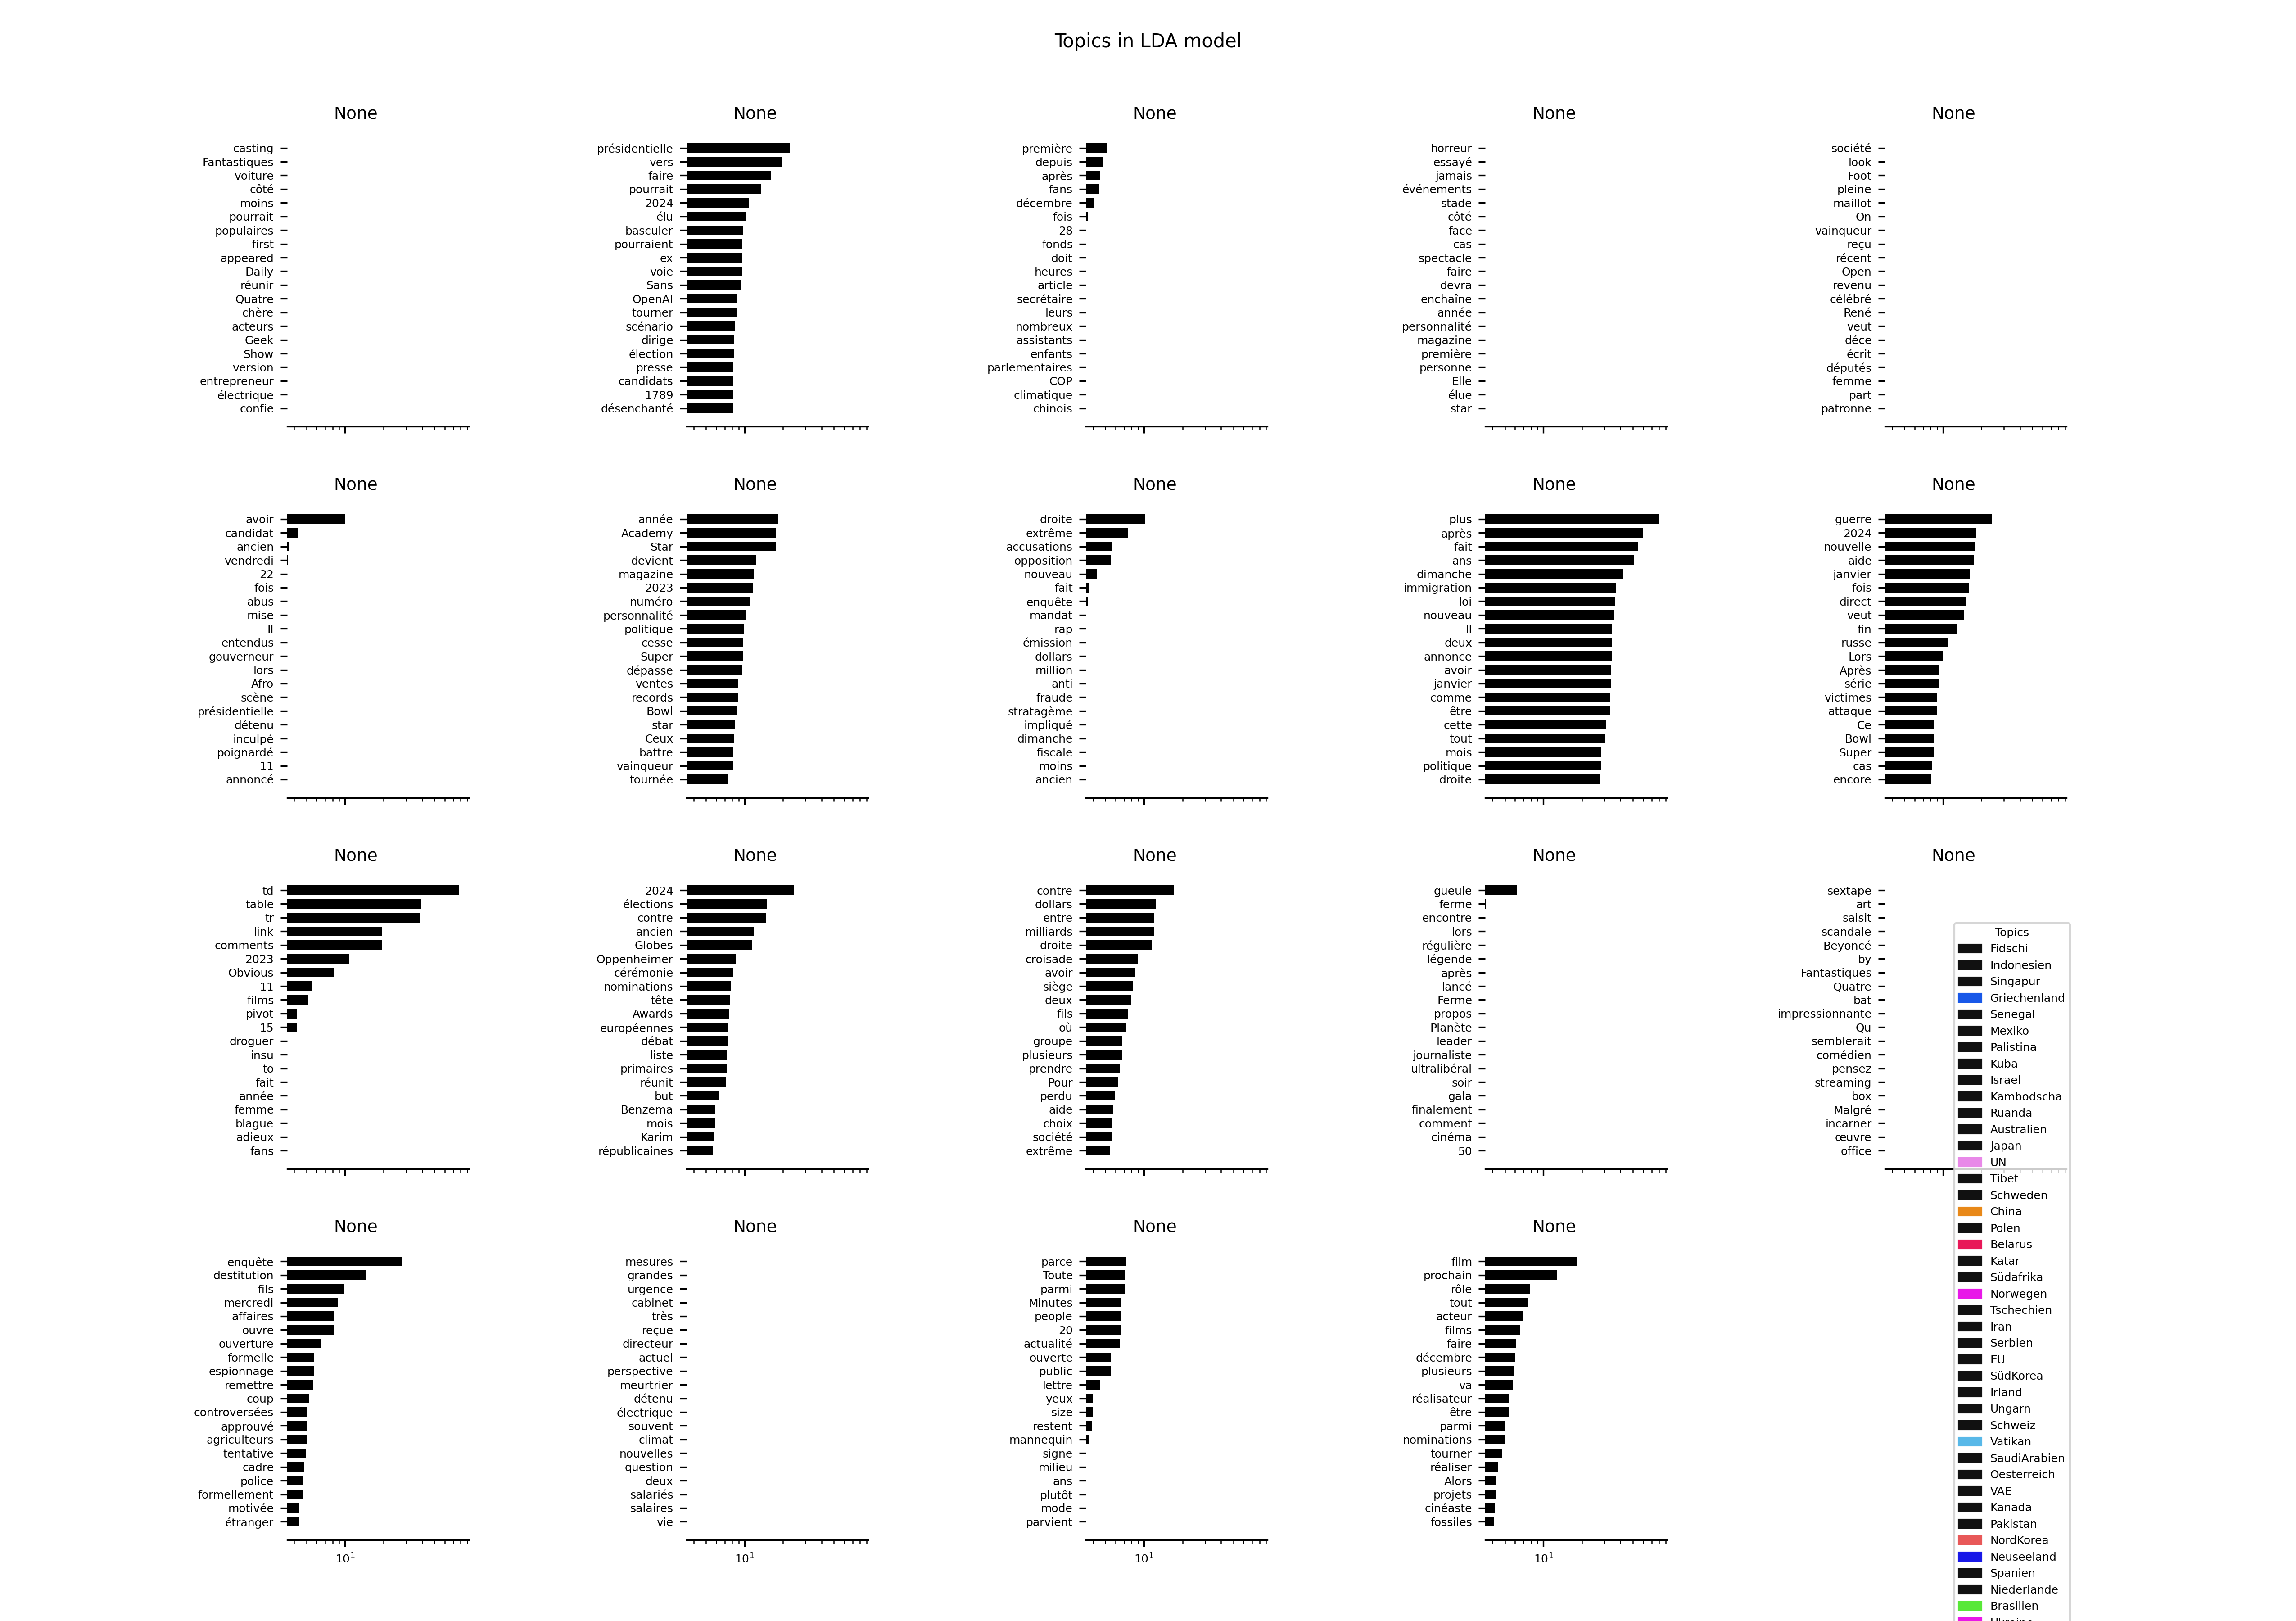 Topics in LDA model
None
casting
Fantastiques
voiture
côté
moins
pourrait
populaires
first
appeared
Daily
réunir
Quatre
chère
acteurs
Geek
Show
version
entrepreneur
électrique
confie
None
présidentielle
vers
faire
pourrait
2024
élu
basculer
pourraient
ex
voie
Sans
OpenAI
tourner
scénario
dirige
élection
presse
candidats
1789
désenchanté
None
première
depuis
après
fans
décembre
fois
28
fonds
doit
heures
article
secrétaire
leurs
nombreux
assistants
enfants
parlementaires
COP
climatique
chinois
None
horreur
essayé
jamais
événements
stade
côté
face
cas
spectacle
faire
devra
enchaîne
année
personnalité
magazine
première
personne
Elle
élue
star
None
société
look
Foot
pleine
maillot
On
vainqueur
reçu
récent
Open
revenu
célébré
René
veut
déce
écrit
députés
femme
part
patronne
None
avoir
candidat
ancien
vendredi
22
fois
abus
mise
Il
entendus
gouverneur
lors
Afro
scène
présidentielle
détenu
inculpé
poignardé
11
annoncé
None
année
Academy
Star
devient
magazine
2023
numéro
personnalité
politique
cesse
Super
dépasse
ventes
records
Bowl
star
Ceux
battre
vainqueur
tournée
None
droite
extrême
accusations
opposition
nouveau
fait
enquête
mandat
rap
émission
dollars
million
anti
fraude
stratagème
impliqué
dimanche
fiscale
moins
ancien
None
plus
après
fait
ans
dimanche
immigration
loi
nouveau
Il
deux
annonce
avoir
janvier
comme
être
cette
tout
mois
politique
droite
None
guerre
2024
nouvelle
aide
janvier
fois
direct
veut
fin
russe
Lors
Après
série
victimes
attaque
Ce
Bowl
Super
cas
encore
None
td
table
tr
link
comments
2023
Obvious
11
films
pivot
15
droguer
insu
to
fait
année
femme
blague
adieux
fans
None
2024
élections
contre
ancien
Globes
Oppenheimer
cérémonie
nominations
tête
Awards
européennes
débat
liste
primaires
réunit
but
Benzema
mois
Karim
républicaines
None
contre
dollars
entre
milliards
droite
croisade
avoir
siège
deux
fils
où
groupe
plusieurs
prendre
Pour
perdu
aide
choix
société
extrême
None
gueule
ferme
encontre
lors
régulière
légende
après
lancé
Ferme
propos
Planète
leader
journaliste
ultralibéral
soir
gala
finalement
comment
cinéma
50
None
sextape
art
saisit
scandale
Beyoncé
by
Fantastiques
Quatre
bat
impressionnante
Qu
semblerait
comédien
pensez
streaming
box
Malgré
incarner
œuvre
office
None
enquête
destitution
fils
mercredi
affaires
ouvre
ouverture
formelle
espionnage
remettre
coup
controversées
approuvé
agriculteurs
tentative
cadre
police
formellement
motivée
étranger
10¹
None
mesures
grandes
urgence
cabinet
très
reçue
directeur
actuel
perspective
meurtrier
détenu
électrique
souvent
climat
nouvelles
question
deux
salariés
salaires
vie
10¹
None
parce
Toute
parmi
Minutes
people
20
actualité
ouverte
public
lettre
yeux
size
restent
mannequin
signe
milieu
ans
plutôt
mode
parvient
10¹
None
film
prochain
rôle
tout
acteur
films
faire
décembre
plusieurs
va
réalisateur
être
parmi
nominations
tourner
réaliser
Alors
projets
cinéaste
fossiles
10¹
Topics
Fidschi
Indonesien
Singapur
Griechenland
Senegal
Mexiko
Palistina
Kuba
Israel
Kambodscha
Ruanda
Australien
Japan
UN
Tibet
Schweden
China
Polen
Belarus
Katar
Südafrika
Norwegen
Tschechien
Iran
Serbien
EU
SüdKorea
Irland
Ungarn
Schweiz
Vatikan
SaudiArabien
Oesterreich
VAE
Kanada
Pakistan
NordKorea
Neuseeland
Spanien
Niederlande
Brasilien